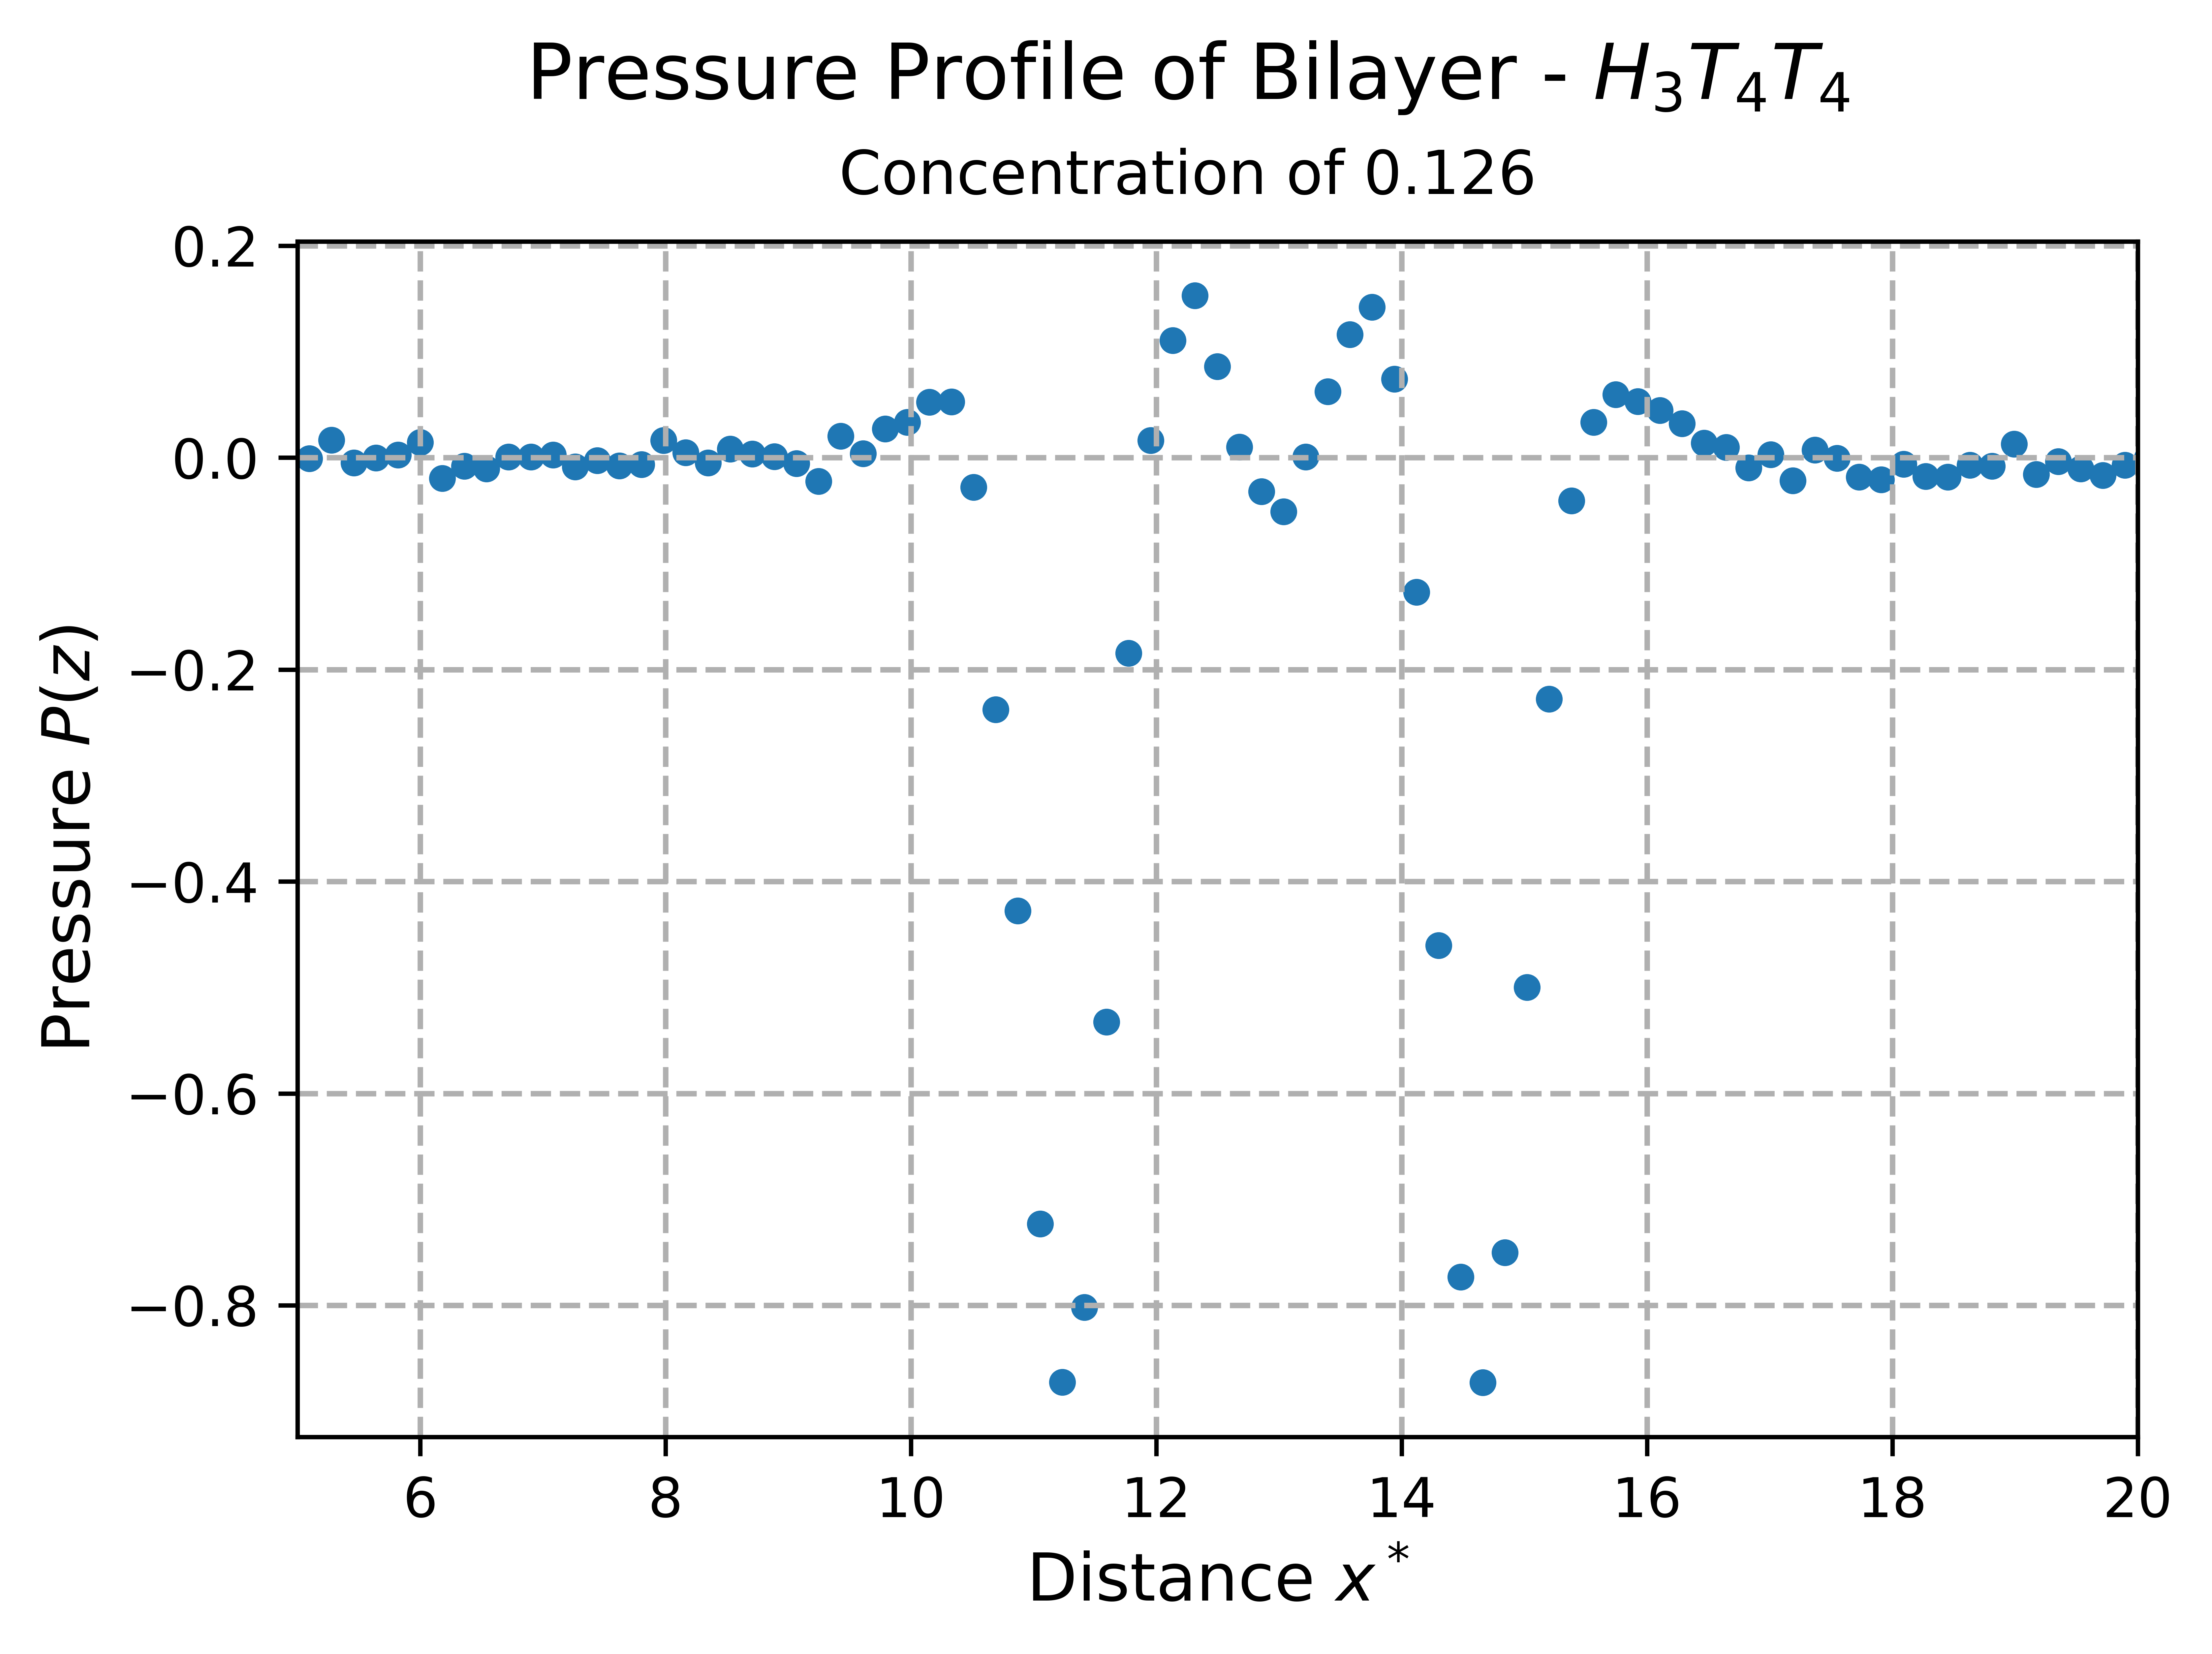 Pressure Profile of Bilayer - H₃T₄T₄
Concentration of 0.126
0.2
0.0
−0.2
−0.4
−0.6
−0.8
Pressure P(z)
6 8 10 12 14 16 18 20
Distance x*